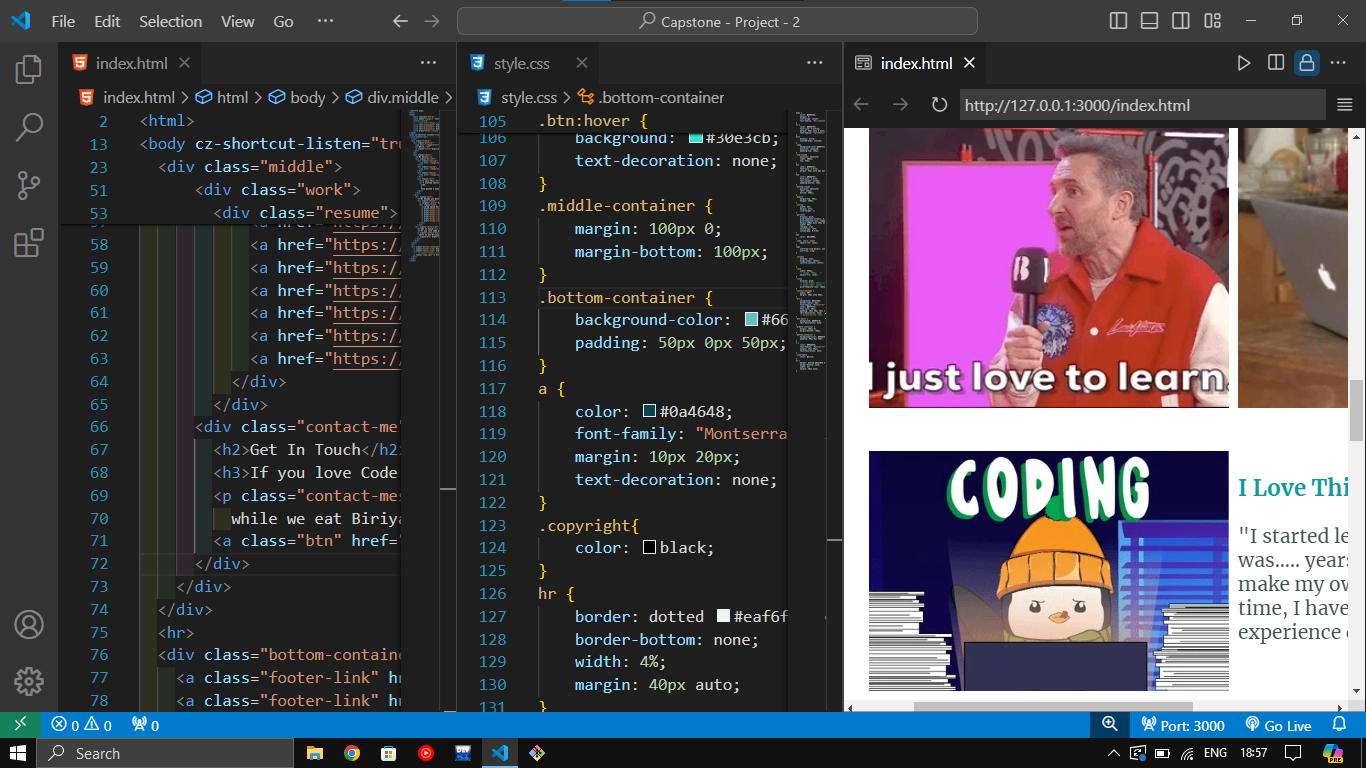 File Edit Selection View Go ··· Capstone - Project - 2
index.html
index.html > html > body > div.middle >
2 <html>
13 <body cz-shortcut-listen="tru
23 <div class="middle">
51 <div class="work">
53 <div class="resume">
58 <a href="https:/
59 <a href="https:/
60 <a href="https:/
61 <a href="https:/
62 <a href="https:/
63 <a href="https:/
64 </div>
65 </div>
66 <div class="contact-me"
67 <h2>Get In Touch</h2
68 <h3>If you love Code
69 <p class="contact-mes
70 while we eat Biriya
71 <a class="btn" href="
72 </div>
73 </div>
74 </div>
75 <hr>
76 <div class="bottom-containe
77 <a class="footer-link" hr
78 <a class="footer-link" hr
style.css
style.css > .bottom-container
105 .btn:hover {
106 background: #30e3cb;
107 text-decoration: none;
108 }
109 .middle-container {
110 margin: 100px 0;
111 margin-bottom: 100px;
112 }
113 .bottom-container {
114 background-color: #66
115 padding: 50px 0px 50px;
116 }
117 a {
118 color: #0a4648;
119 font-family: "Montserra
120 margin: 10px 20px;
121 text-decoration: none;
122 }
123 .copyright{
124 color: black;
125 }
126 hr {
127 border: dotted #eaf6f
128 border-bottom: none;
129 width: 4%;
130 margin: 40px auto;
131 }
index.html
http://127.0.0.1:3000/index.html
B
I just love to learn.
CODING
I Love Thi
"I started le
was..... years
make my ow
time, I have
experience
0 0 0 Port: 3000 Go Live
Search ENG 18:57